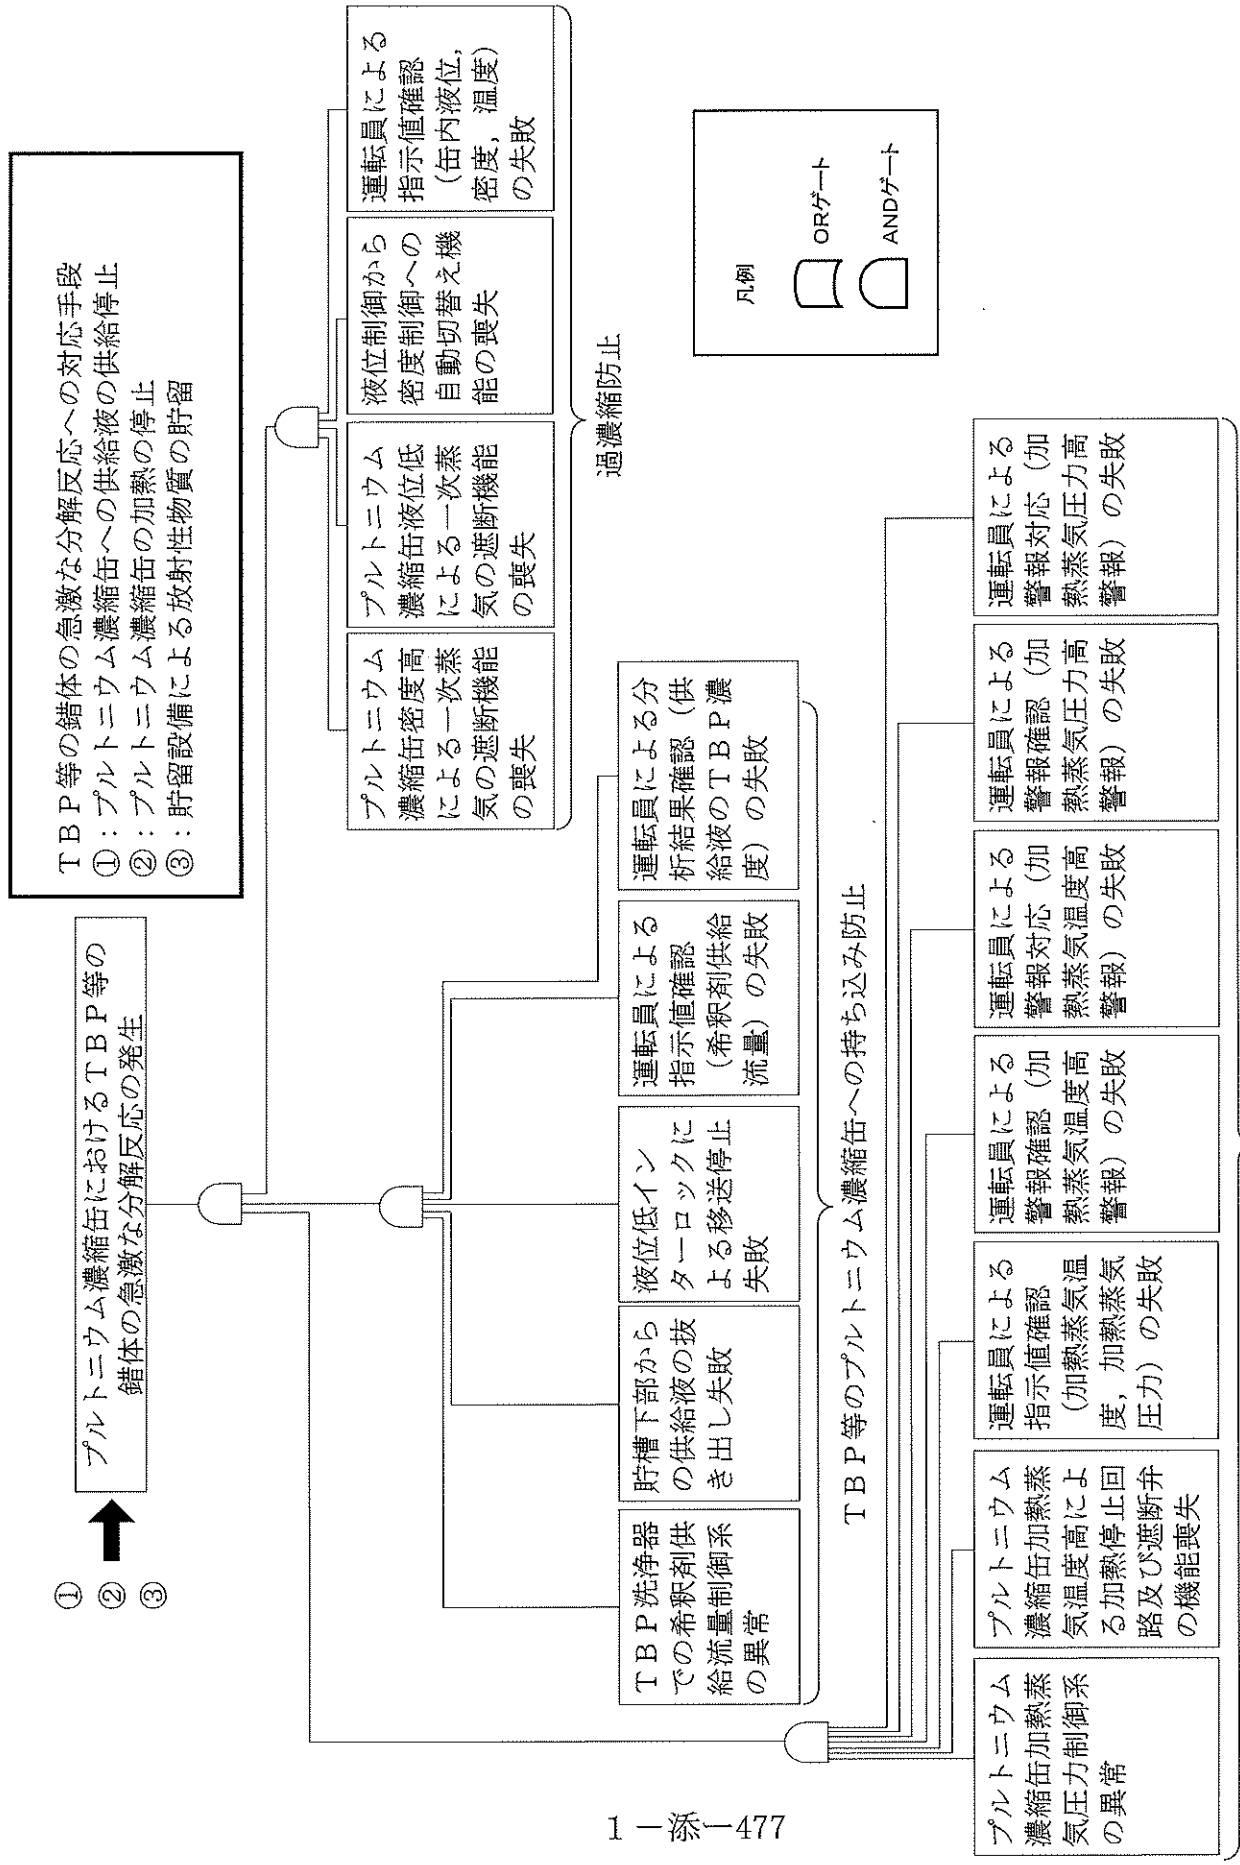 TBP等の錯体の急激な分解反応への対応手段
①：プルトニウム濃縮缶への供給液の供給停止
②：プルトニウム濃縮缶の加熱の停止
③：貯留設備による放射性物質の貯留
①
②
③
プルトニウム濃縮缶におけるTBP等の
錯体の急激な分解反応の発生
プルトニウム
濃縮缶密度高
による一次蒸
気の遮断機能
の喪失
プルトニウム
濃縮缶液位低
による一次蒸
気の遮断機能
の喪失
液位制御から
密度制御への
自動切替え機
能の喪失
運転員による
指示値確認
（缶内液位，
密度，温度）
の失敗
過濃縮防止
TBP洗浄器
での希釈剤供
給流量制御系
の異常
貯槽下部から
の供給液の抜
き出し失敗
液位低イン
ターロックに
よる移送停止
失敗
運転員による
指示値確認
（希釈剤供給
流量）の失敗
運転員による分
析結果確認（供
給液のTBP濃
度）の失敗
TBP等のプルトニウム濃縮缶への持ち込み防止
プルトニウム
濃縮缶加熱蒸
気圧力制御系
の異常
プルトニウム
濃縮缶加熱蒸
気温度高によ
る加熱停止回
路及び遮断弁
の機能喪失
運転員による
指示値確認
（加熱蒸気温
度，加熱蒸気
圧力）の失敗
運転員による
警報確認（加
熱蒸気温度高
警報）の失敗
運転員による
警報対応（加
熱蒸気温度高
警報）の失敗
運転員による
警報確認（加
熱蒸気圧力高
警報）の失敗
運転員による
警報対応（加
熱蒸気圧力高
警報）の失敗
凡例
ORゲート
ANDゲート
1－添－477